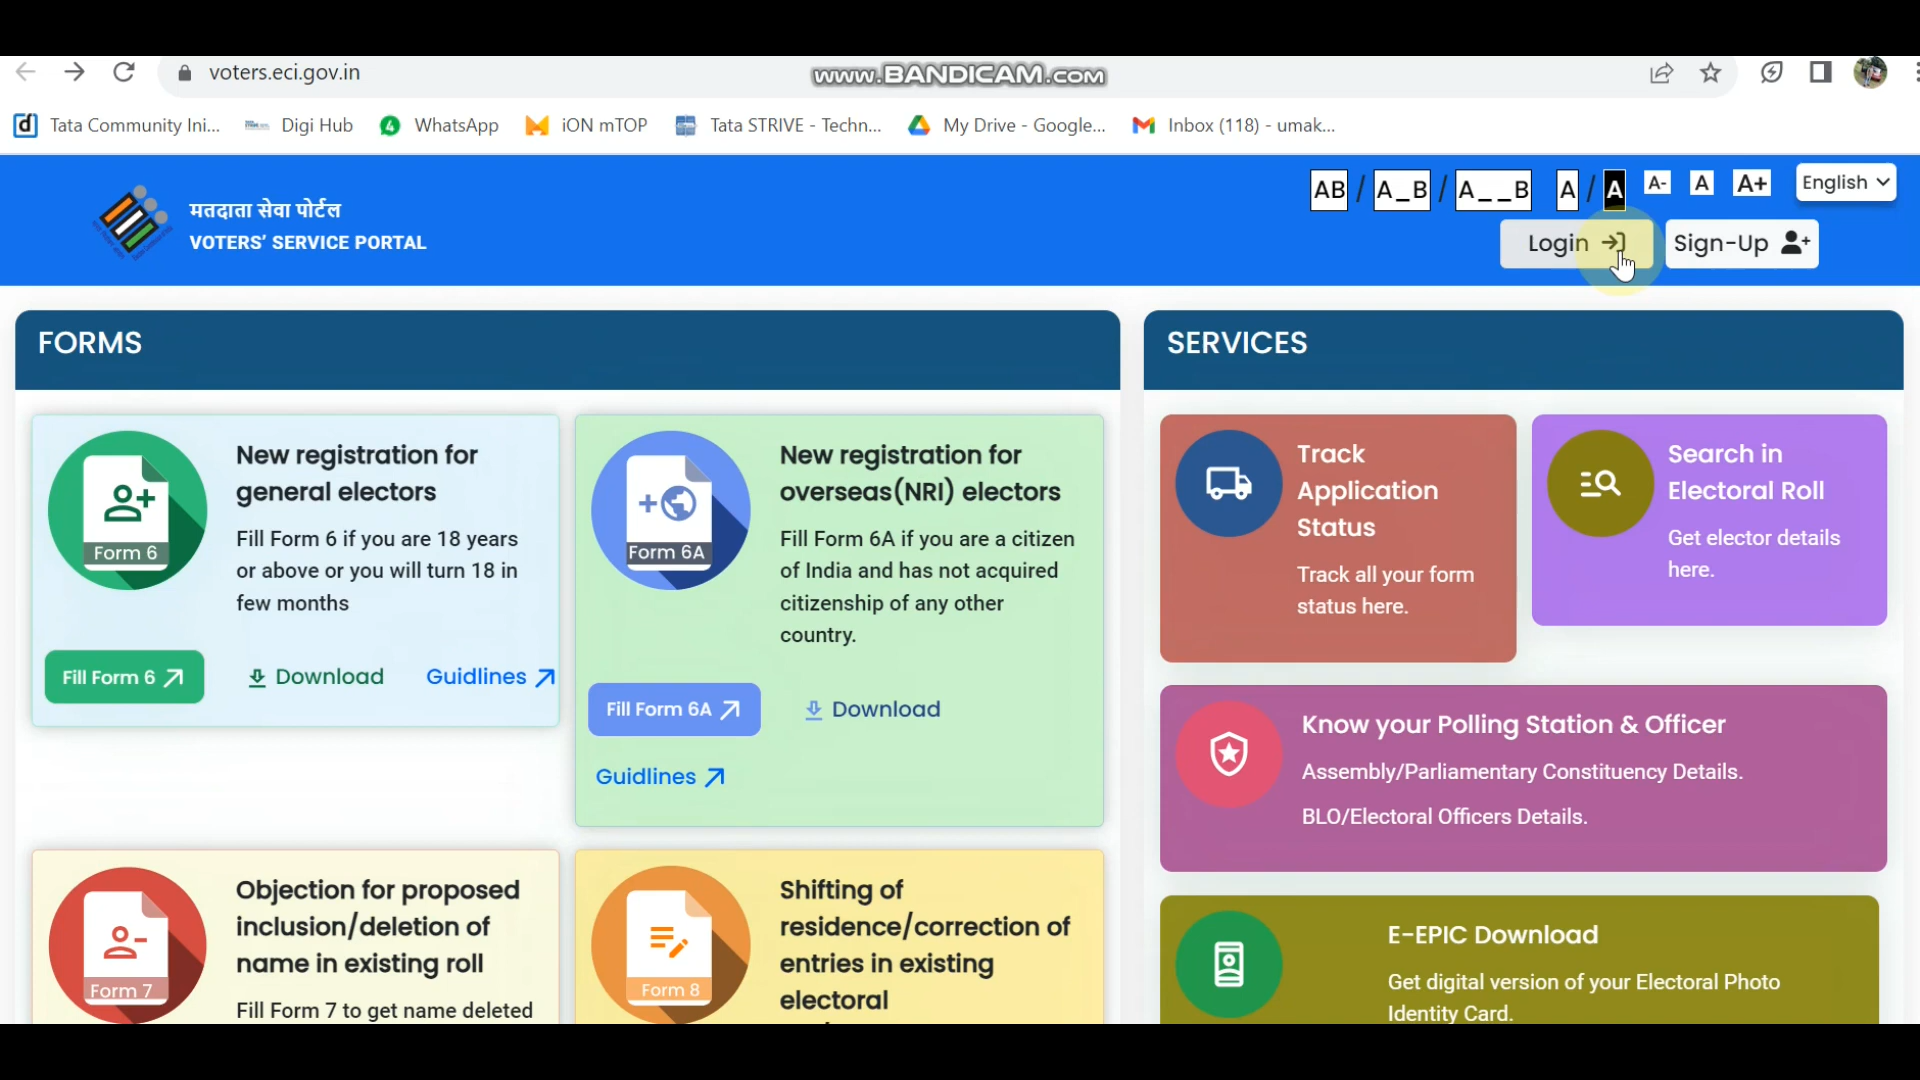 voters.eci.gov.in
www.BANDICAM.com
Tata Community Ini... Digi Hub WhatsApp iON mTOP Tata STRIVE - Techn... My Drive - Google... Inbox (118) - umak...
AB / A_B / A__B A / A A- A A+ English
मतदाता सेवा पोर्टल
VOTERS' SERVICE PORTAL
Login Sign-Up
FORMS
New registration for
general electors
Fill Form 6 if you are 18 years
or above or you will turn 18 in
few months
Form 6
Fill Form 6 Download Guidlines
New registration for
overseas(NRI) electors
Fill Form 6A if you are a citizen
of India and has not acquired
citizenship of any other
country.
Form 6A
Fill Form 6A Download
Guidlines
Objection for proposed
inclusion/deletion of
name in existing roll
Form 7
Fill Form 7 to get name deleted
Shifting of
residence/correction of
entries in existing
electoral
Form 8
SERVICES
Track
Application
Status
Track all your form
status here.
Search in
Electoral Roll
Get elector details
here.
Know your Polling Station & Officer
Assembly/Parliamentary Constituency Details.
BLO/Electoral Officers Details.
E-EPIC Download
Get digital version of your Electoral Photo
Identity Card.